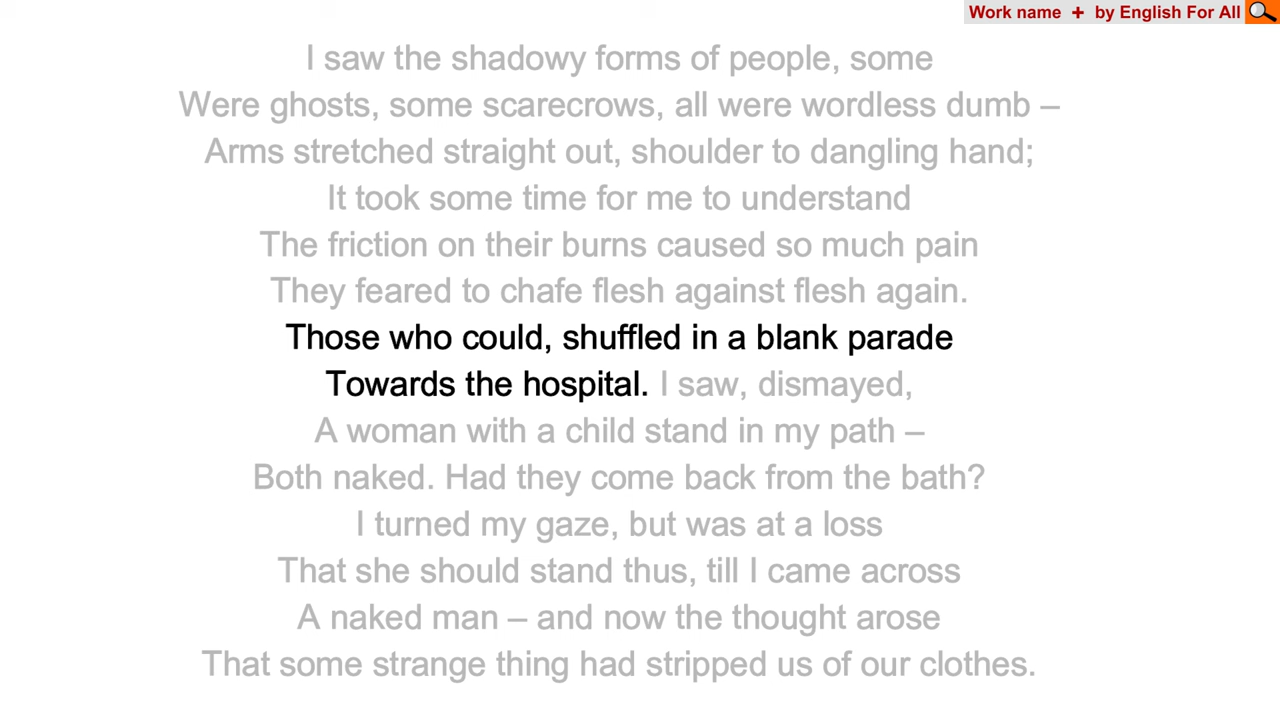 Work name + by English For All
I saw the shadowy forms of people, some
Were ghosts, some scarecrows, all were wordless dumb –
Arms stretched straight out, shoulder to dangling hand;
It took some time for me to understand
The friction on their burns caused so much pain
They feared to chafe flesh against flesh again.
Those who could, shuffled in a blank parade
Towards the hospital. I saw, dismayed,
A woman with a child stand in my path –
Both naked. Had they come back from the bath?
I turned my gaze, but was at a loss
That she should stand thus, till I came across
A naked man – and now the thought arose
That some strange thing had stripped us of our clothes.